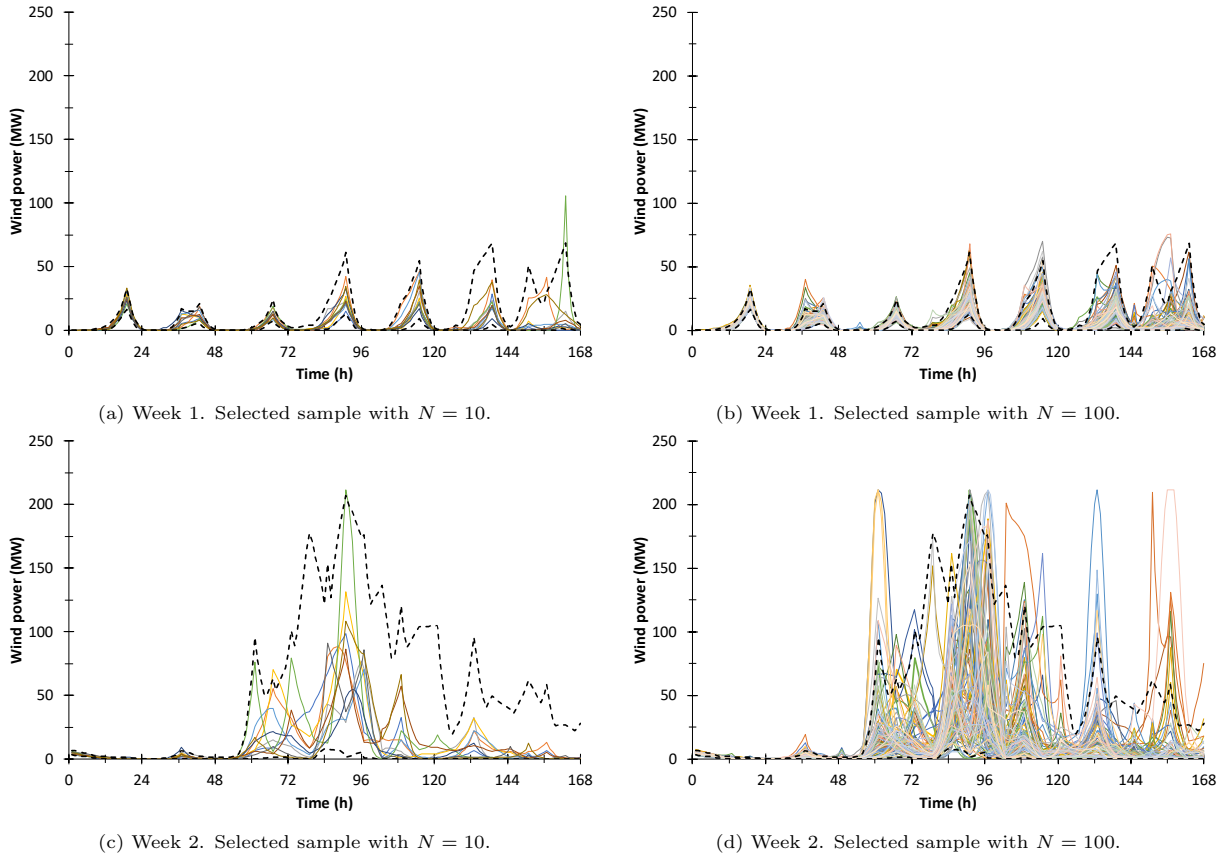 250
200
150
100
50
0
Wind power (MW)
0 24 48 72 96 120 144 168
Time (h)
(a) Week 1. Selected sample with N = 10.
250
200
150
100
50
0
Wind power (MW)
0 24 48 72 96 120 144 168
Time (h)
(b) Week 1. Selected sample with N = 100.
250
200
150
100
50
0
Wind power (MW)
0 24 48 72 96 120 144 168
Time (h)
(c) Week 2. Selected sample with N = 10.
250
200
150
100
50
0
Wind power (MW)
0 24 48 72 96 120 144 168
Time (h)
(d) Week 2. Selected sample with N = 100.